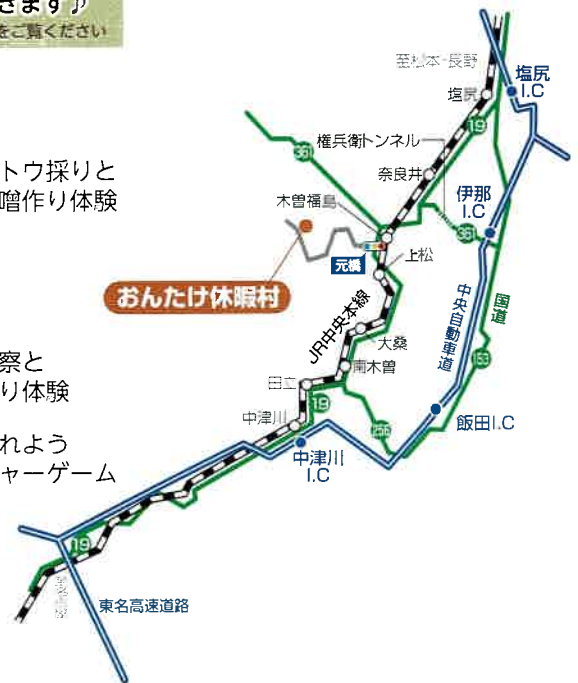 きます♪
をご覧ください
至松本・長野
塩尻
I.C
塩尻
19
権兵衛トンネル
361
トウ採りと
奈良井
噌作り体験
木曽福島
伊那
I.C
361
元橋
上松
おんたけ休暇村
JR中央本線
中央自動車道
国道
大桑
察と
南木曽
153
り体験
田立
19
中津川
256
飯田I.C
れよう
中津川
I.C
ャーゲーム
19
東名高速道路